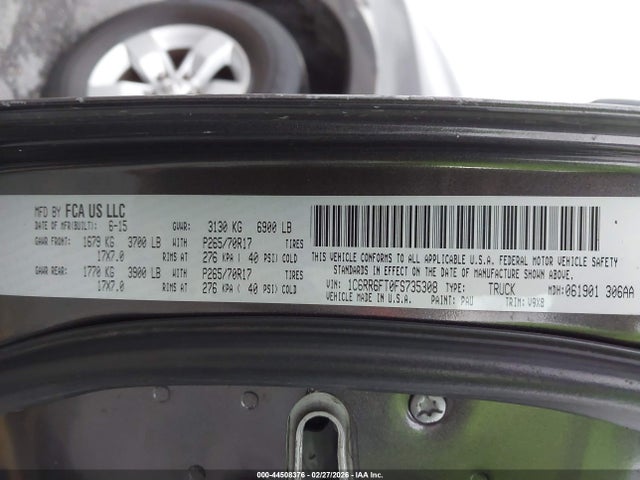 MFD BY FCA US LLC
DATE OF MFR(BUILT): 6-15 GVWR: 3130 KG 6900 LB
GAWR FRONT: 1679 KG 3700 LB WITH P265/70R17 TIRES
17X7.0 RIMS AT 276 KPA ( 40 PSI) COLD
GAWR REAR: 1770 KG 3900 LB WITH P265/70R17 TIRES
17X7.0 RIMS AT 276 KPA ( 40 PSI) COLD
THIS VEHICLE CONFORMS TO ALL APPLICABLE U.S.A. FEDERAL MOTOR VEHICLE SAFETY
STANDARDS IN EFFECT ON THE DATE OF MANUFACTURE SHOWN ABOVE.
VIN: 1C6RR6FT0FS735308 TYPE: TRUCK MDH:061901 306AA
VEHICLE MADE IN U.S.A. PAINT: PAU TRIM: V9X8
000-44508376 - 02/27/2026 - IAA Inc.